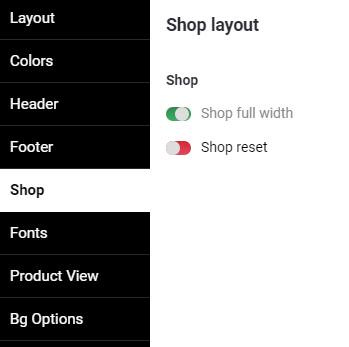 Layout
Colors
Header
Footer
Shop
Fonts
Product View
Bg Options
Shop layout
Shop
Shop full width
Shop reset